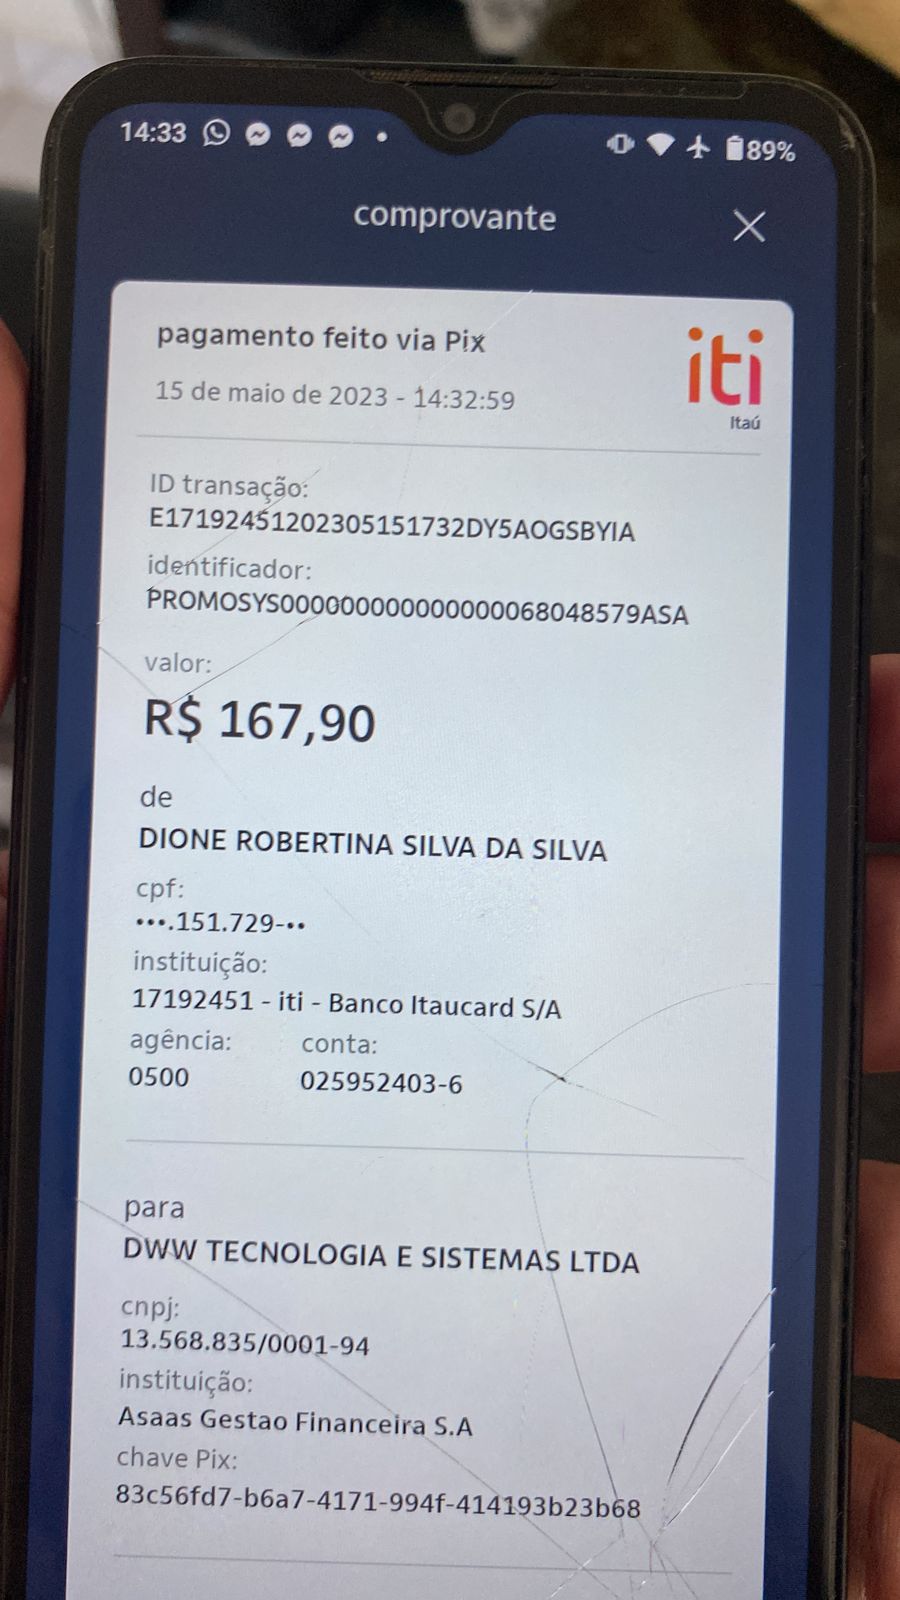 14:33
89%
comprovante
pagamento feito via Pix
15 de maio de 2023 - 14:32:59
iti
Itaú
ID transação:
E17192451202305151732DY5AOGSBYIA
identificador:
PROMOSYS00000000000000068048579ASA
valor:
R$ 167,90
de
DIONE ROBERTINA SILVA DA SILVA
cpf:
•••.151.729-••
instituição:
17192451 - iti - Banco Itaucard S/A
agência: conta:
0500 025952403-6
para
DWW TECNOLOGIA E SISTEMAS LTDA
cnpj:
13.568.835/0001-94
instituição:
Asaas Gestao Financeira S.A
chave Pix:
83c56fd7-b6a7-4171-994f-414193b23b68